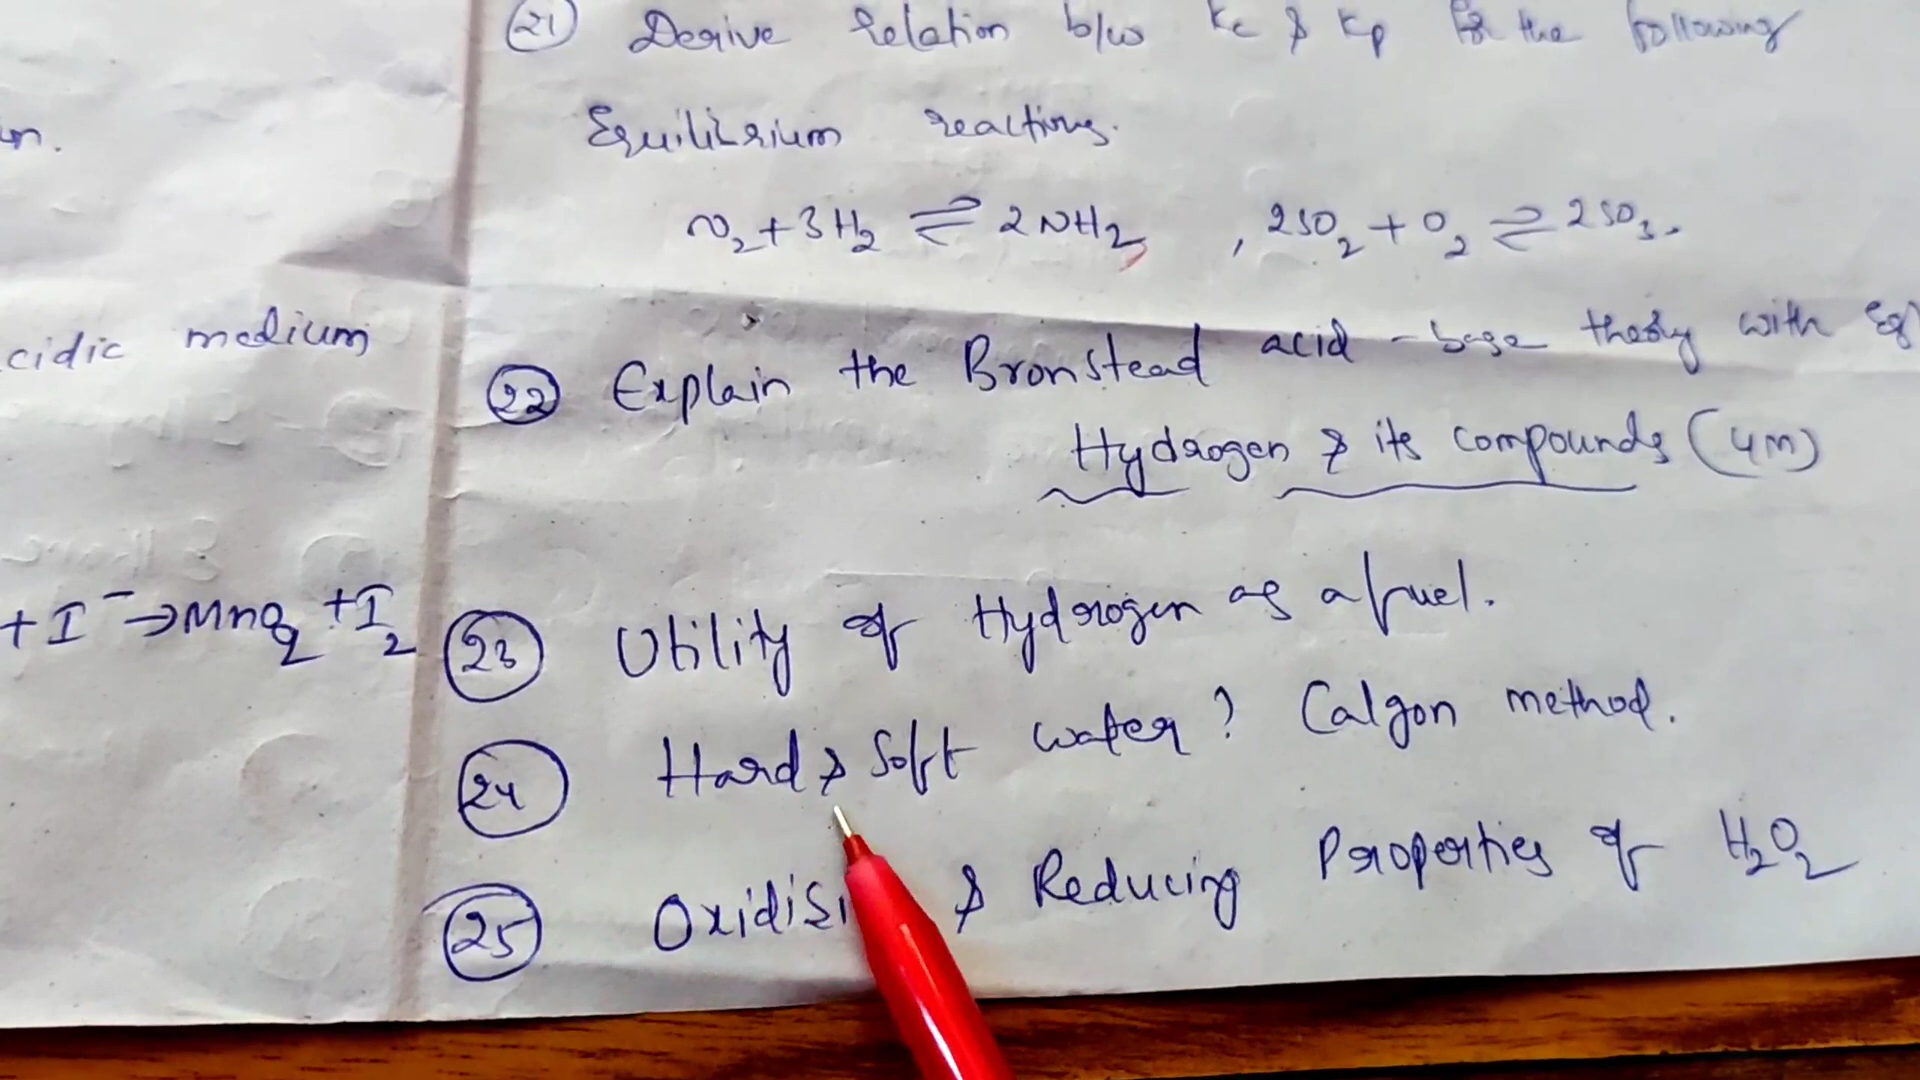 (21) Derive relation b/w Kc & Kp for the following
Equilibrium reactions.
N2 + 3H2 ⇌ 2NH2 , 2SO2 + O2 ⇌ 2SO3.
(22) Explain the Bronstead acid - base theory with Eg
Hydrogen & its compounds (4m)
(23) Utility of Hydrogen as a fuel.
(24) Hard & Soft water? Calgon method.
(25) Oxidisi & Reducing Properties of H2O2
cidic medium
+ I⁻ → MnO2 + I2